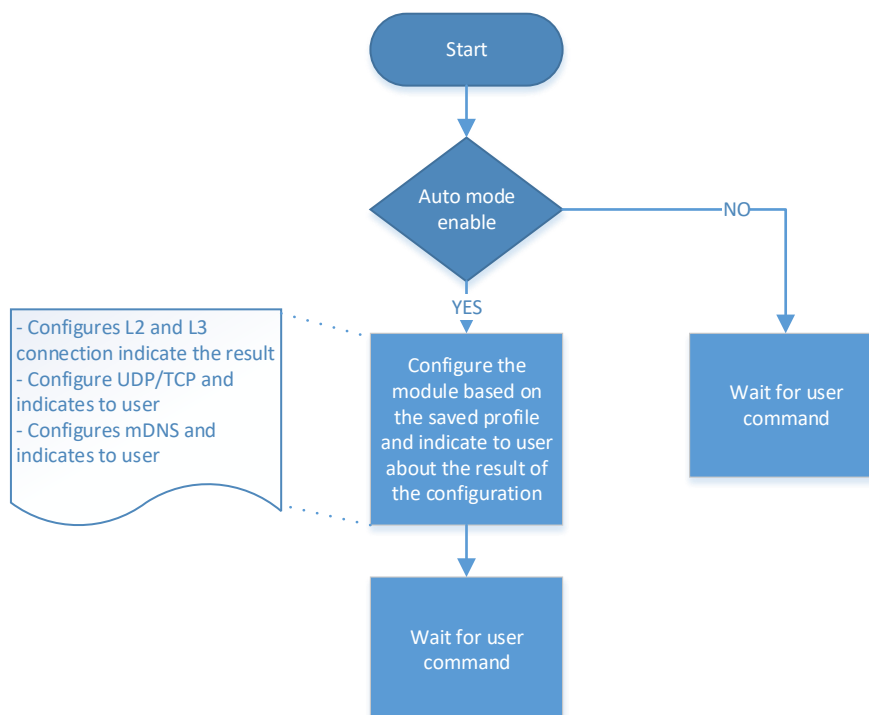 Start
Auto mode
enable
NO
YES
- Configures L2 and L3
connection indicate the result
- Configure UDP/TCP and
indicates to user
- Configures mDNS and
indicates to user
Configure the
module based on
the saved profile
and indicate to user
about the result of
the configuration
Wait for user
command
Wait for user
command